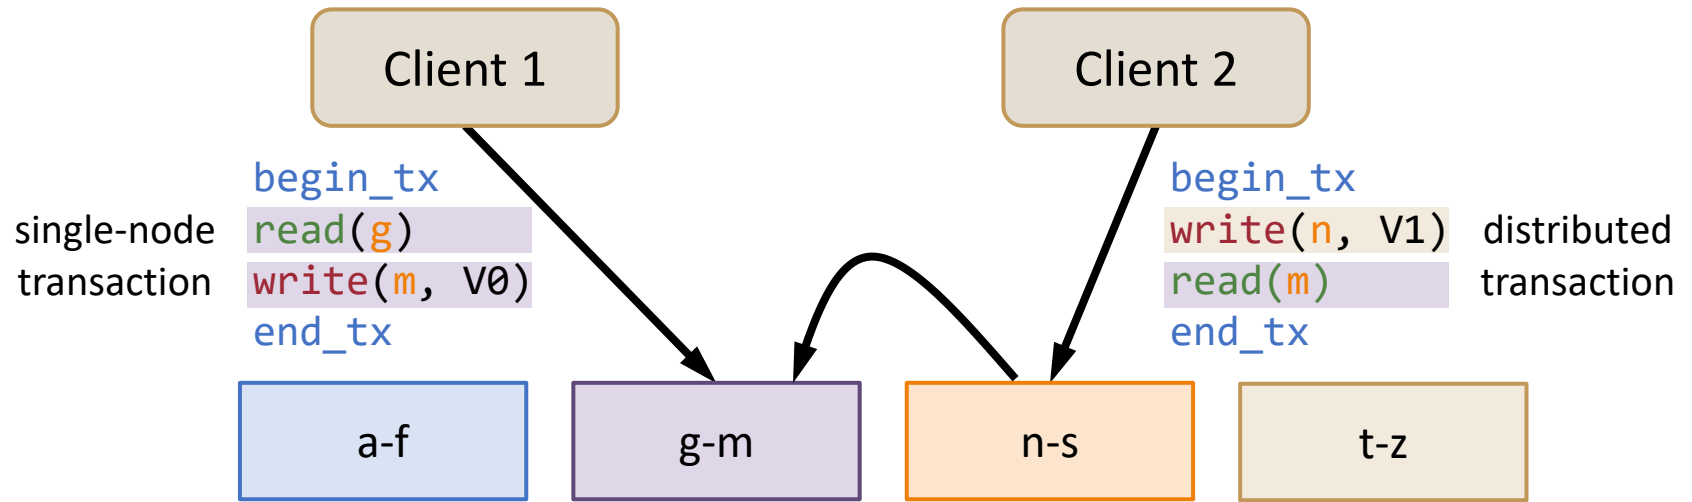 Client 1
Client 2
single-node
transaction
begin_tx
read(g)
write(m, V0)
end_tx
begin_tx
write(n, V1)
read(m)
end_tx
distributed
transaction
a-f
g-m
n-s
t-z